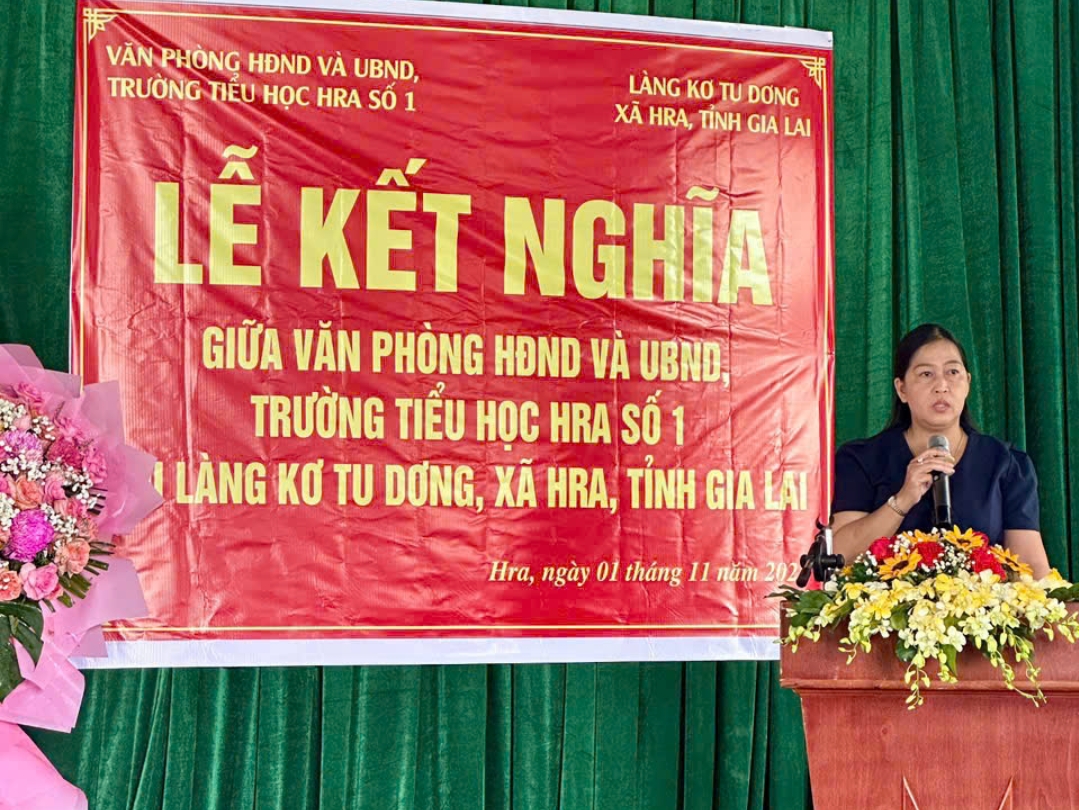 VĂN PHÒNG HĐND VÀ UBND,
TRƯỜNG TIỂU HỌC HRA SỐ 1
LÀNG KƠ TU DƠNG
XÃ HRA, TỈNH GIA LAI
LỄ KẾT NGHĨA
GIỮA VĂN PHÒNG HĐND VÀ UBND,
TRƯỜNG TIỂU HỌC HRA SỐ 1
LÀNG KƠ TU DƠNG, XÃ HRA, TỈNH GIA LAI
Hra, ngày 01 tháng 11 năm